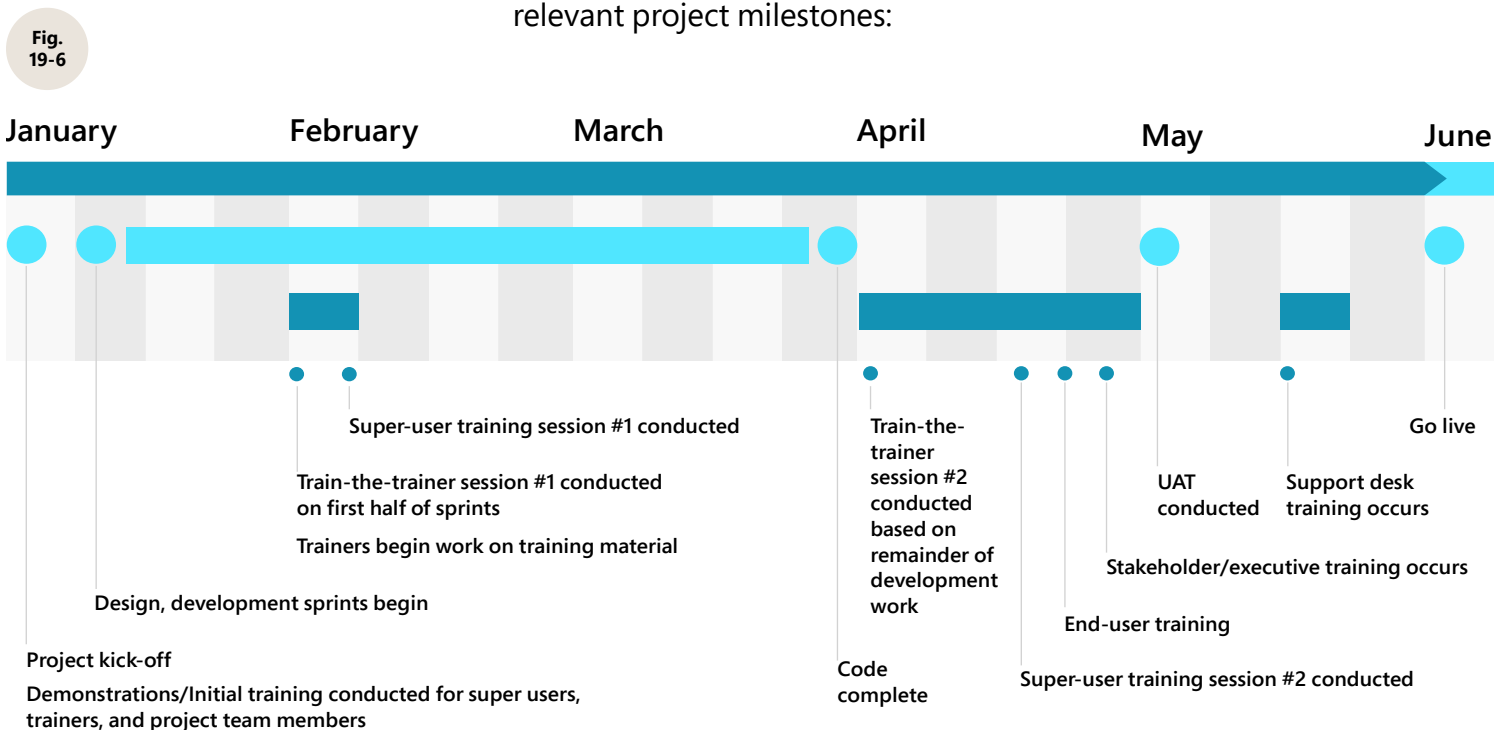 relevant project milestones:
Fig.
19-6
January
February
March
April
May
June
Super-user training session #1 conducted
Train-the-trainer session #1 conducted
on first half of sprints
Trainers begin work on training material
Design, development sprints begin
Project kick-off
Demonstrations/Initial training conducted for super users,
trainers, and project team members
Code
complete
Train-the-
trainer
session #2
conducted
based on
remainder of
development
work
Super-user training session #2 conducted
End-user training
Stakeholder/executive training occurs
UAT
conducted
Support desk
training occurs
Go live